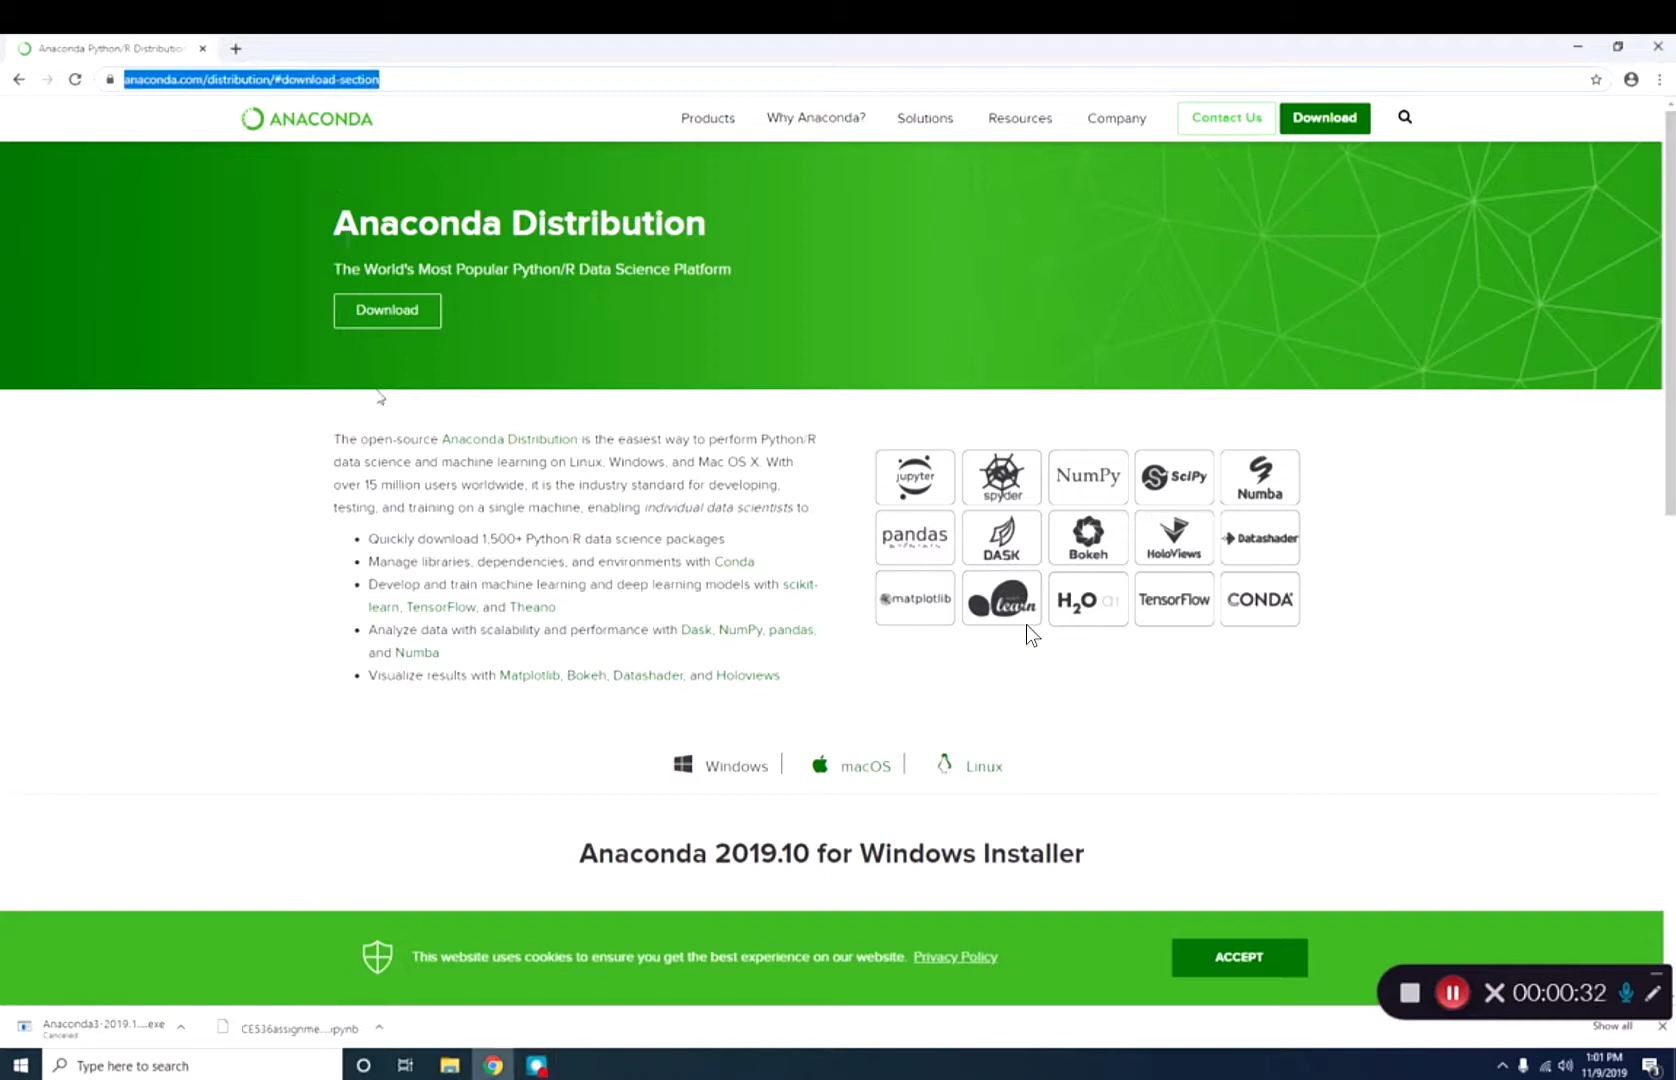 Anaconda Python/R Distributio
anaconda.com/distribution/#download-section
ANACONDA
Products
Why Anaconda?
Solutions
Resources
Company
Contact Us
Download
Anaconda Distribution
The World's Most Popular Python/R Data Science Platform
Download
The open-source Anaconda Distribution is the easiest way to perform Python/R
data science and machine learning on Linux, Windows, and Mac OS X. With
over 15 million users worldwide, it is the industry standard for developing,
testing, and training on a single machine, enabling individual data scientists to
Quickly download 1,500+ Python/R data science packages
Manage libraries, dependencies, and environments with Conda
Develop and train machine learning and deep learning models with scikit-
learn, TensorFlow, and Theano
Analyze data with scalability and performance with Dask, NumPy, pandas,
and Numba
Visualize results with Matplotlib, Bokeh, Datashader, and Holoviews
jupyter
spyder
NumPy
SciPy
Numba
pandas
DASK
Bokeh
HoloViews
Datashader
matplotlib
learn
H2O ai
TensorFlow
CONDA
Windows
macOS
Linux
Anaconda 2019.10 for Windows Installer
This website uses cookies to ensure you get the best experience on our website. Privacy Policy
ACCEPT
00:00:32
Anaconda3-2019.1....exe
Canceled
CE536assignme....ipynb
Show all
Type here to search
1:01 PM
11/9/2019